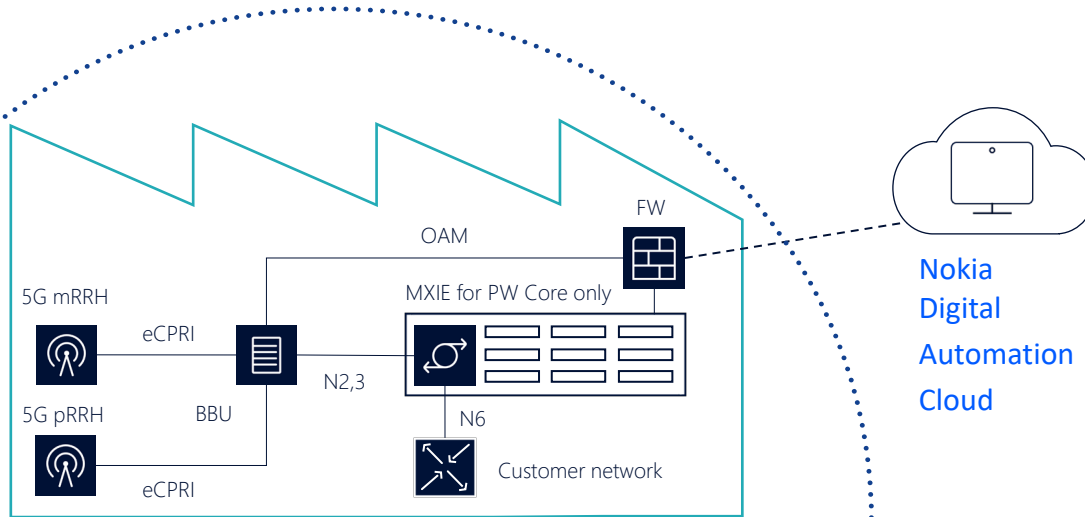 FW
OAM
MXIE for PW Core only
5G mRRH
eCPRI
N2,3
5G pRRH
BBU
N6
Customer network
eCPRI
Nokia
Digital
Automation
Cloud